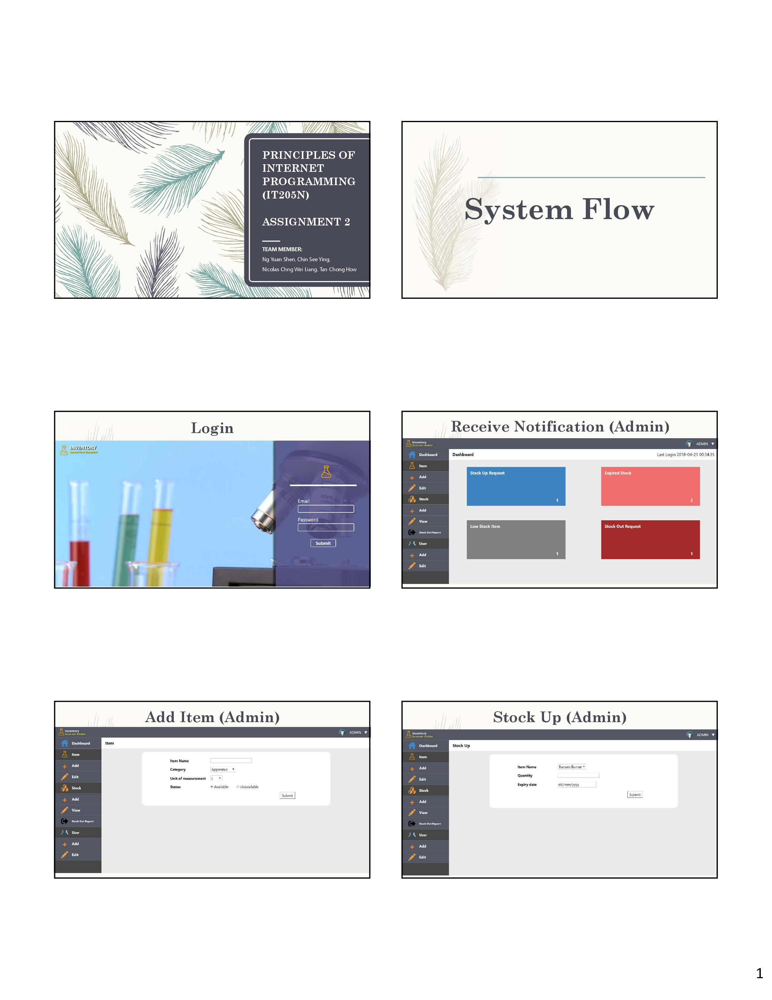 PRINCIPLES OF
INTERNET
PROGRAMMING
(IT205N)
ASSIGNMENT 2
TEAM MEMBER:
Ng Yuan Shen, Chin See Ying,
Nicolas Chng Wei Liang, Tan Chong How
System Flow
Login
INVENTORY
Secure Your Database
Email
Password
Submit
Receive Notification (Admin)
Inventory
Secure your database
ADMIN
Dashboard
Item
Add
Edit
Stock
Add
View
Stock Out Report
User
Add
Edit
Dashboard
Last Login 2018-04-21 00:34:35
Stock Up Request
1
Expired Stock
2
Low Stock Item
1
Stock Out Request
1
Add Item (Admin)
Inventory
Secure your database
ADMIN
Dashboard
Item
Add
Edit
Stock
Add
View
Stock Out Report
User
Add
Edit
Item
Item Name
Category Apparatus
Unit of measurement L
Status Available Unavailable
Submit
Stock Up (Admin)
Inventory
Secure your database
ADMIN
Dashboard
Item
Add
Edit
Stock
Add
View
Stock Out Report
User
Add
Edit
Stock Up
Item Name Bunsen Burner
Quantity
Expiry date dd/mm/yyyy
Submit
1